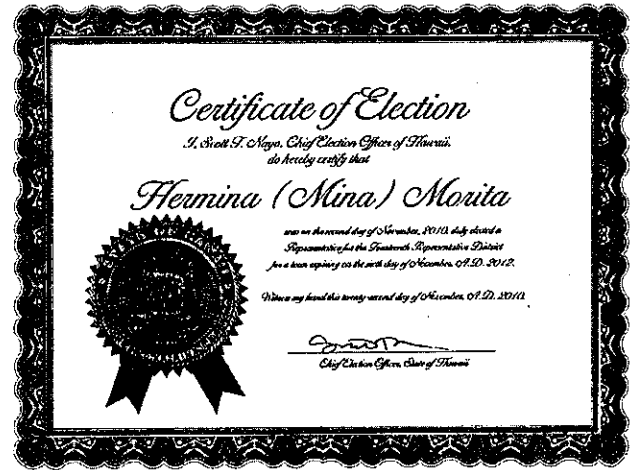 Certificate of Election
I, Scott T. Nago, Chief Election Officer of Hawaii,
do hereby certify that
Hermina (Mina) Morita
was on the second day of November, 2010, duly elected a
Representative for the Fourteenth Representative District
for a term expiring on the sixth day of November, A.D. 2012.
Witness my hand this twenty-second day of November, A.D. 2010.
Chief Election Officer, State of Hawaii